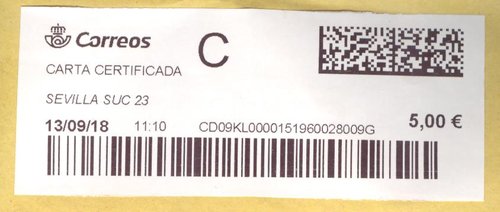 Correos
C
CARTA CERTIFICADA
SEVILLA SUC 23
13/09/18 11:10 CD09KL0000151960028009G 5,00 €